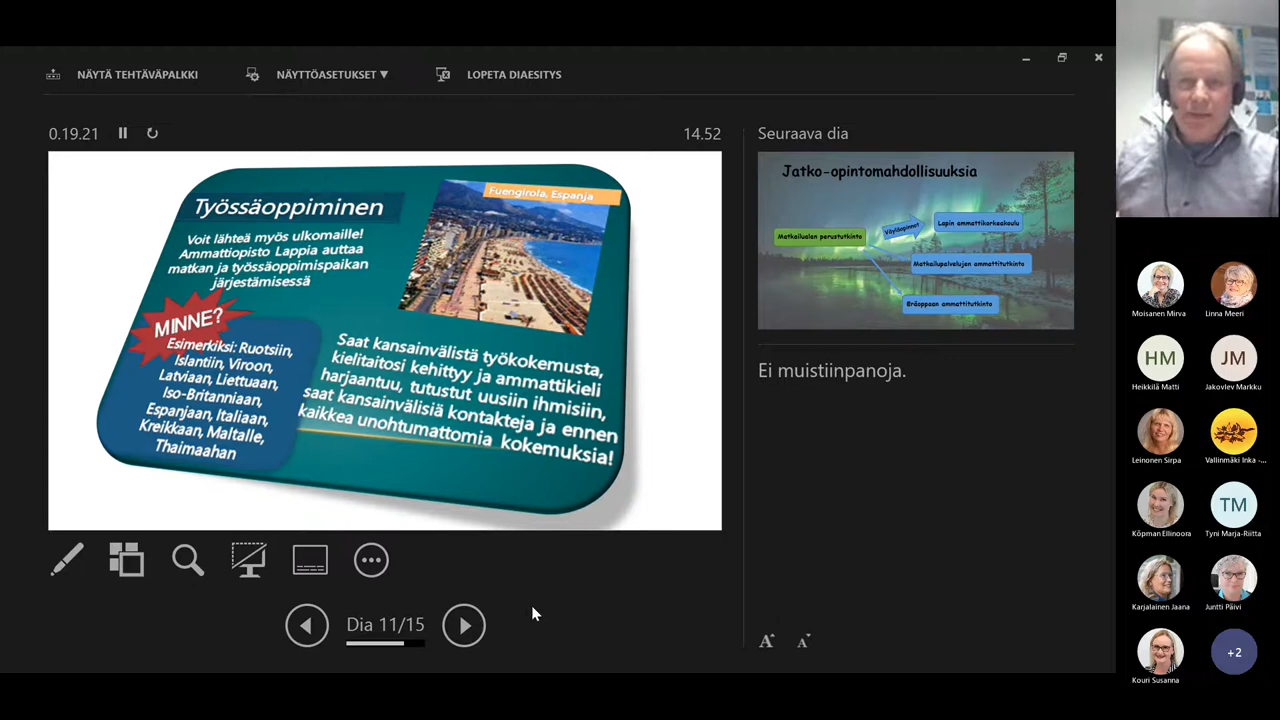 NÄYTÄ TEHTÄVÄPALKKI
NÄYTTÖASETUKSET ▼
LOPETA DIAESITYS
0.19.21
14.52
Työssäoppiminen
Voit lähteä myös ulkomaille!
Ammattiopisto Lappia auttaa
matkan ja työssäoppimispaikan
järjestämisessä
Fuengirola, Espanja
MINNE?
Esimerkiksi: Ruotsiin,
Islantiin, Viroon,
Latviaan, Liettuaan,
Iso-Britanniaan,
Espanjaan, Italiaan,
Kreikkaan, Maltalle,
Thaimaahan
Saat kansainvälistä työkokemusta,
kielitaitosi kehittyy ja ammattikieli
harjaantuu, tutustut uusiin ihmisiin,
saat kansainvälisiä kontakteja ja ennen
kaikkea unohtumattomia kokemuksia!
Dia 11/15
Seuraava dia
Jatko-opintomahdollisuuksia
Matkailualan perustutkinto
Väyläopinnot
Lapin ammattikorkeakoulu
Matkailupalvelujen ammattitutkinto
Eräoppaan ammattitutkinto
Ei muistiinpanoja.
A A
Moisanen Mirva
Linna Meeri
HM
JM
Heikkilä Matti
Jakovlev Markku
Leinonen Sirpa
Vallinmäki Inka -...
TM
Köpman Ellinoora
Tyni Marja-Riitta
Karjalainen Jaana
Juntti Päivi
+2
Kouri Susanna